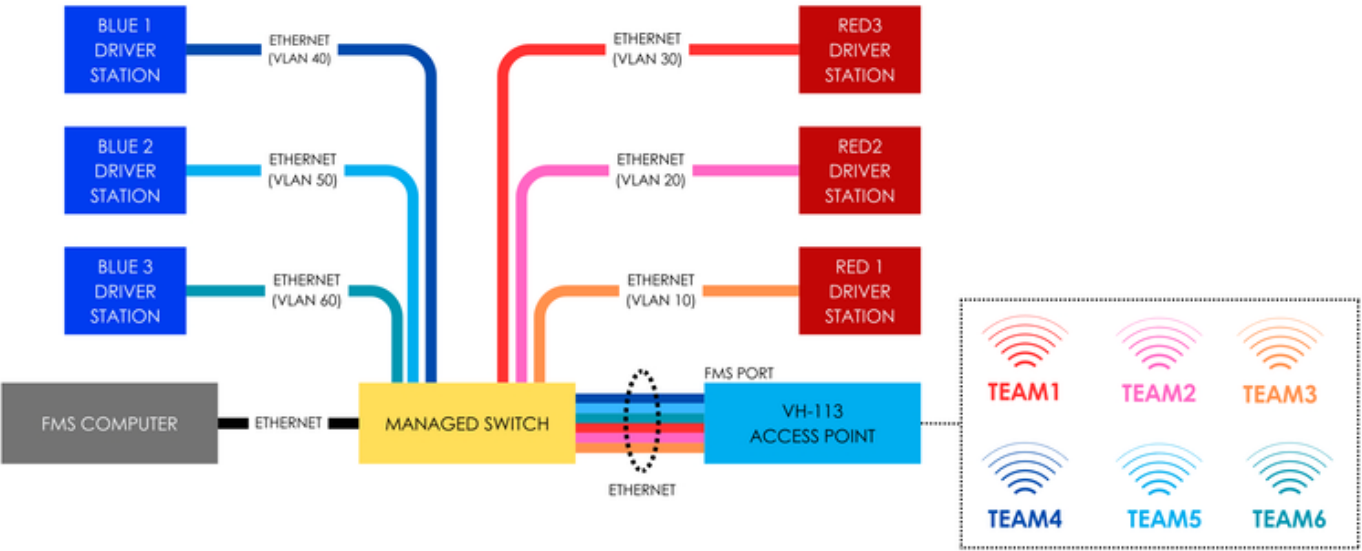 BLUE 1
DRIVER
STATION
ETHERNET
(VLAN 40)
ETHERNET
(VLAN 30)
RED3
DRIVER
STATION
BLUE 2
DRIVER
STATION
ETHERNET
(VLAN 50)
ETHERNET
(VLAN 20)
RED2
DRIVER
STATION
BLUE 3
DRIVER
STATION
ETHERNET
(VLAN 60)
ETHERNET
(VLAN 10)
RED 1
DRIVER
STATION
FMS COMPUTER
ETHERNET
MANAGED SWITCH
ETHERNET
FMS PORT
VH-113
ACCESS POINT
TEAM1
TEAM2
TEAM3
TEAM4
TEAM5
TEAM6